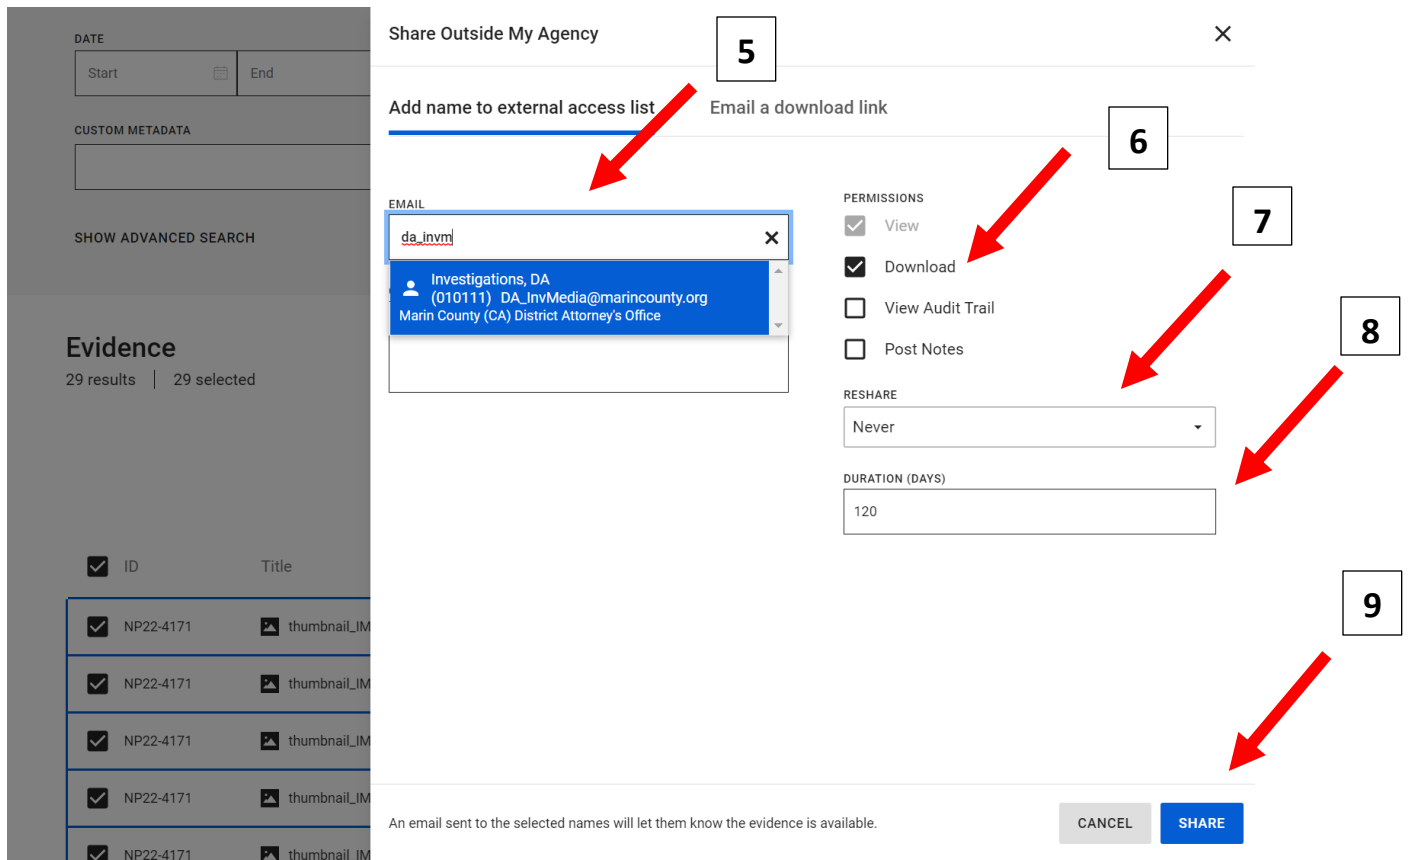 DATE
Start
End
CUSTOM METADATA
SHOW ADVANCED SEARCH
Evidence
29 results
29 selected
ID
Title
NP22-4171
thumbnail_IM
NP22-4171
thumbnail_IM
NP22-4171
thumbnail_IM
NP22-4171
thumbnail_IM
NP22-4171
thumbnail_IM
Share Outside My Agency
5
Add name to external access list
Email a download link
6
EMAIL
da_invm
Investigations, DA
(010111) DA_InvMedia@marincounty.org
Marin County (CA) District Attorney's Office
PERMISSIONS
View
Download
View Audit Trail
Post Notes
7
RESHARE
Never
8
DURATION (DAYS)
120
9
An email sent to the selected names will let them know the evidence is available.
CANCEL
SHARE